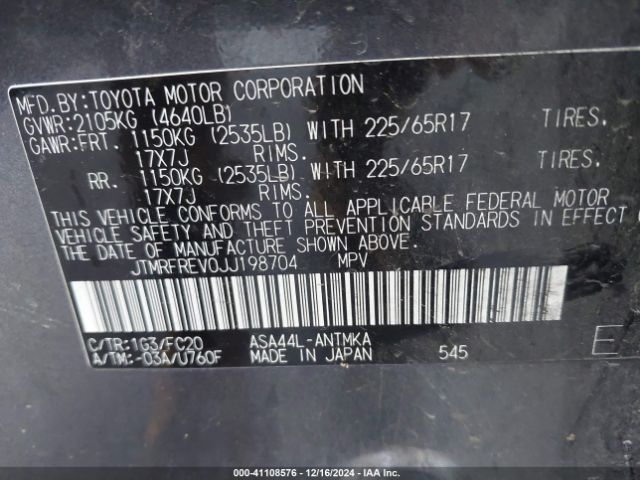 MFD.BY:TOYOTA MOTOR CORPORATION
GVWR:2105KG (4640LB)
GAWR:FRT. 1150KG (2535LB) WITH 225/65R17 TIRES.
17X7J RIMS.
RR. 1150KG (2535LB) WITH 225/65R17 TIRES.
17X7J RIMS.
THIS VEHICLE CONFORMS TO ALL APPLICABLE FEDERAL MOTOR
VEHICLE SAFETY AND THEFT PREVENTION STANDARDS IN EFFECT
THE DATE OF MANUFACTURE SHOWN ABOVE.
JTMRFREV0JJ198704 MPV
C/TR:1G3/FC20 ASA44L-ANTMKA
A/TM:-03A/U760F MADE IN JAPAN 545 E
000-41108576 - 12/16/2024 - IAA Inc.